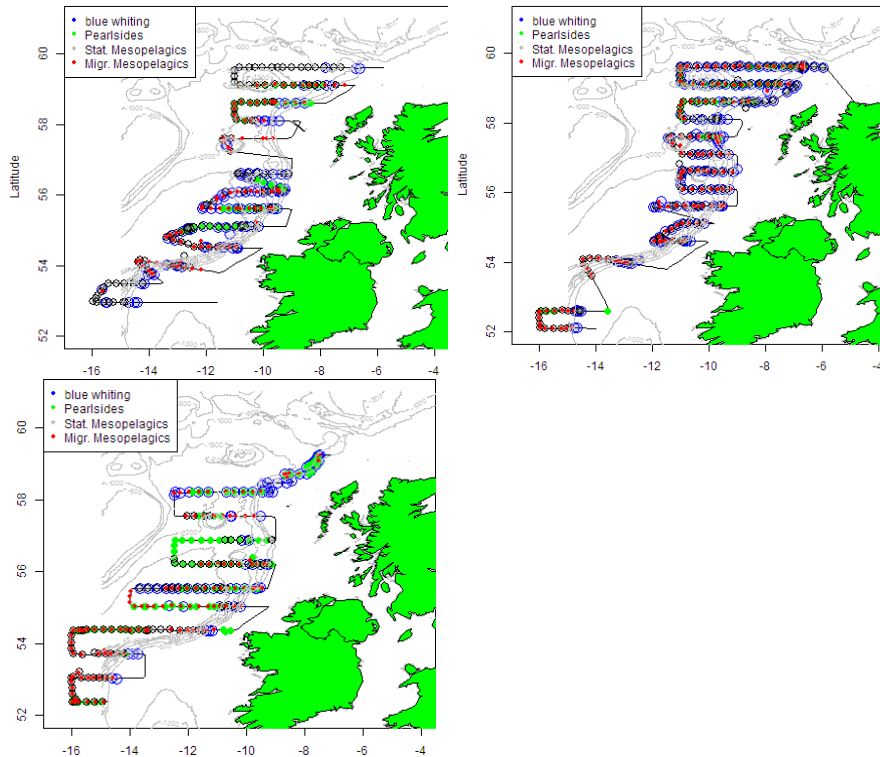 blue whiting
Pearlsides
Stat. Mesopelagics
Migr. Mesopelagics
Latitude
60
58
56
54
52
-16
-14
-12
-10
-8
-6
-4
blue whiting
Pearlsides
Stat. Mesopelagics
Migr. Mesopelagics
Latitude
60
58
56
54
52
-16
-14
-12
-10
-8
-6
-4
blue whiting
Pearlsides
Stat. Mesopelagics
Migr. Mesopelagics
60
58
56
54
52
-16
-14
-12
-10
-8
-6
-4